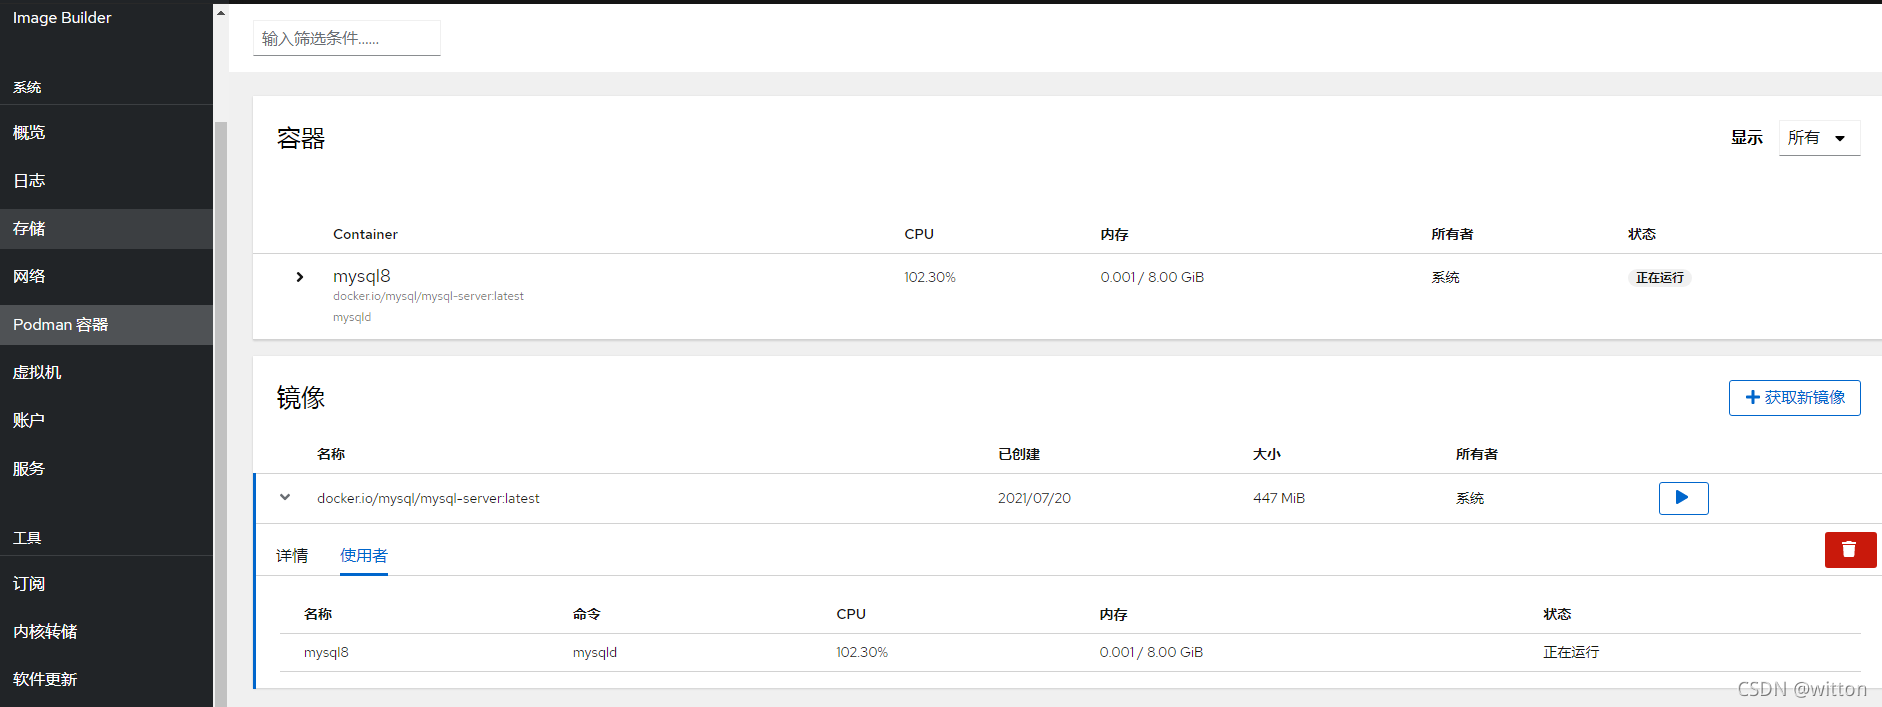 Image Builder
系统
概览
日志
存储
网络
Podman 容器
虚拟机
账户
服务
工具
订阅
内核转储
软件更新
输入筛选条件......
容器
显示 所有
Container CPU 内存 所有者 状态
mysql8 102.30% 0.001 / 8.00 GiB 系统 正在运行
docker.io/mysql/mysql-server:latest
mysqld
镜像
获取新镜像
名称 已创建 大小 所有者
docker.io/mysql/mysql-server:latest 2021/07/20 447 MiB 系统
详情 使用者
名称 命令 CPU 内存 状态
mysql8 mysqld 102.30% 0.001 / 8.00 GiB 正在运行
CSDN @witton